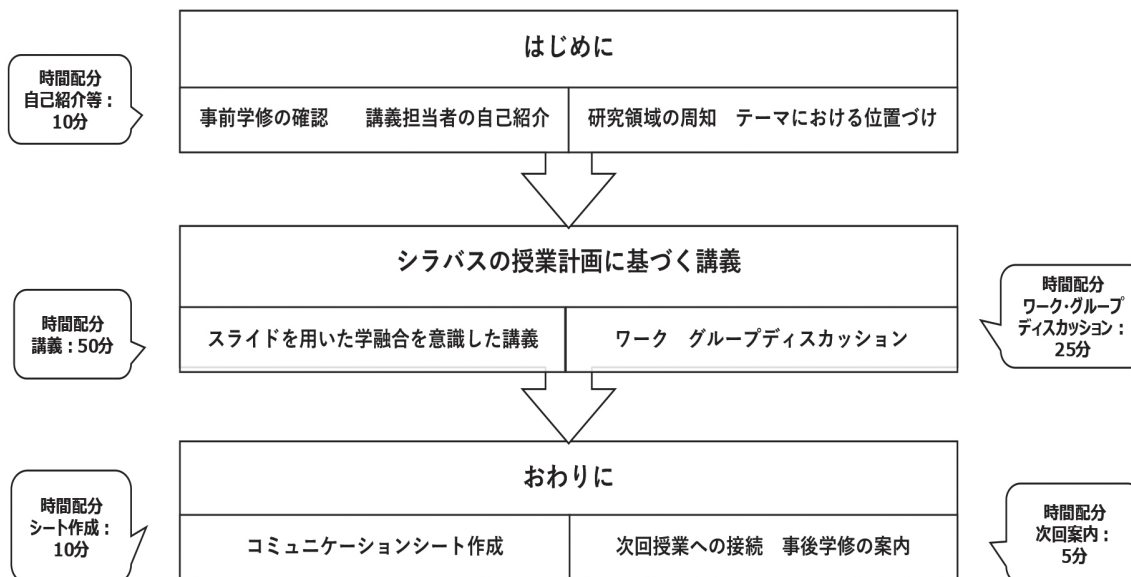 はじめに
時間配分
自己紹介等：
10分
事前学修の確認　　講義担当者の自己紹介
研究領域の周知　テーマにおける位置づけ
シラバスの授業計画に基づく講義
時間配分
講義：50分
スライドを用いた学融合を意識した講義
ワーク　グループディスカッション
時間配分
ワーク・グループ
ディスカッション：
25分
おわりに
時間配分
シート作成：
10分
コミュニケーションシート作成
次回授業への接続　事後学修の案内
時間配分
次回案内：
5分